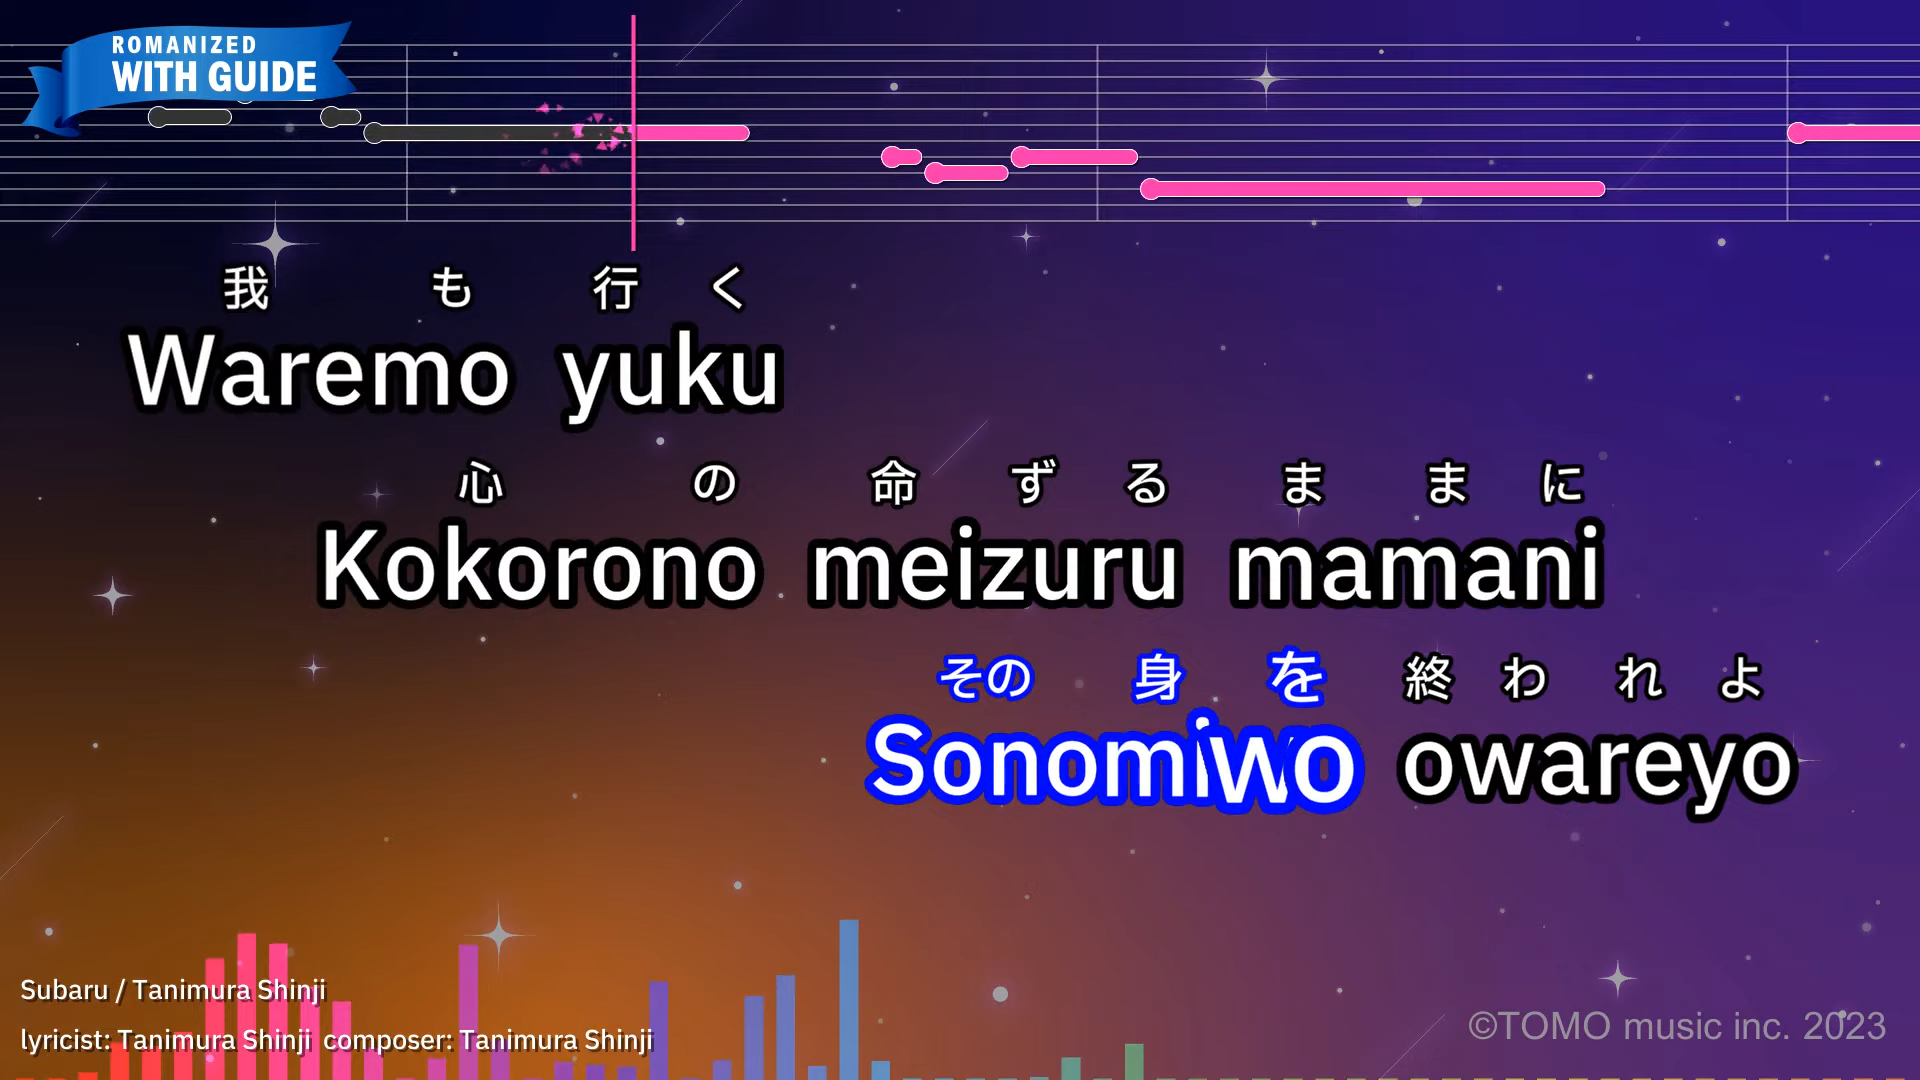 ROMANIZED
WITH GUIDE
我も行く
Waremo yuku
心の命ずるままに
Kokorono meizuru mamani
その身を終われよ
Sonomiwo owareyo
Subaru / Tanimura Shinji
lyricist: Tanimura Shinji composer: Tanimura Shinji
©TOMO music inc. 2023